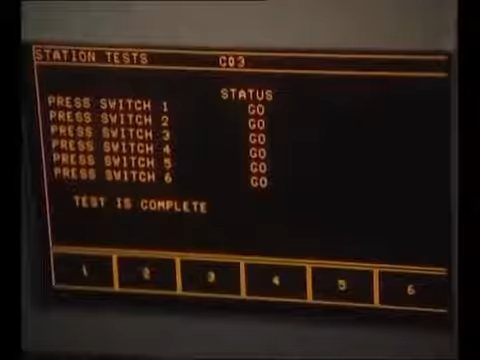 STATION TESTS C03
STATUS
PRESS SWITCH 1 GO
PRESS SWITCH 2 GO
PRESS SWITCH 3 GO
PRESS SWITCH 4 GO
PRESS SWITCH 5 GO
PRESS SWITCH 6 GO
TEST IS COMPLETE
1 2 3 4 5 6